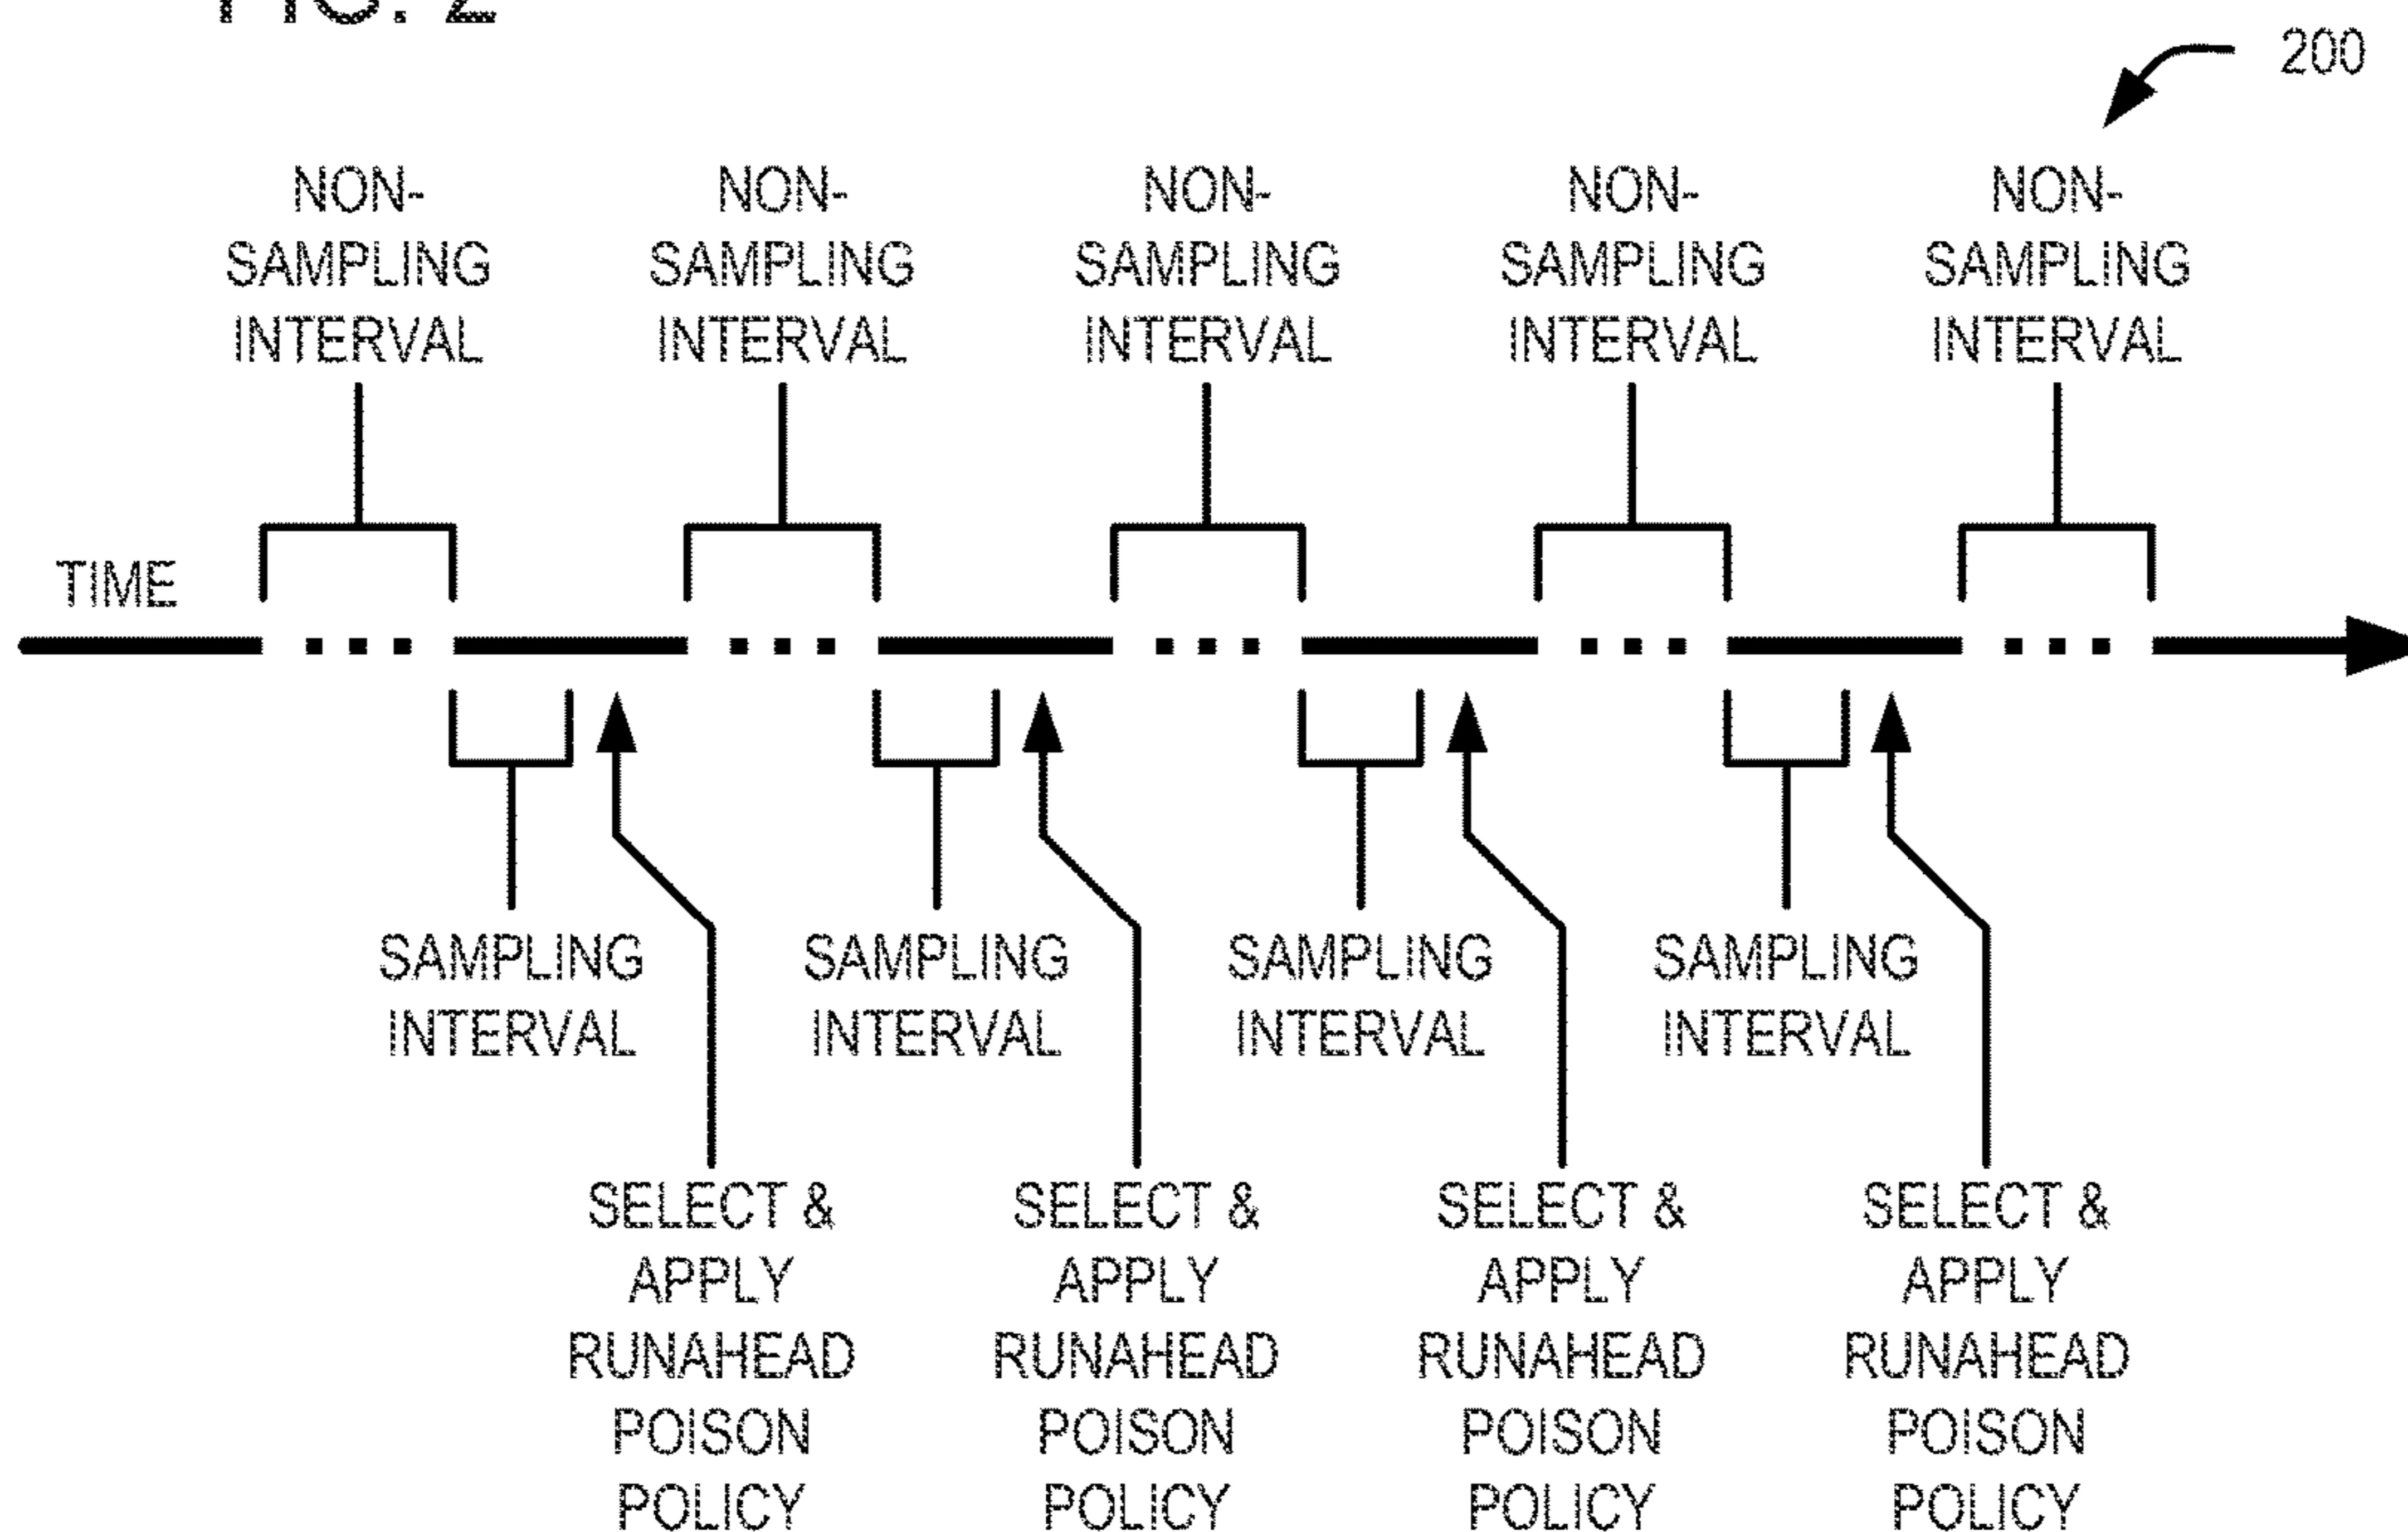 FIG. 2
200
NON-
SAMPLING
INTERVAL
NON-
SAMPLING
INTERVAL
NON-
SAMPLING
INTERVAL
NON-
SAMPLING
INTERVAL
NON-
SAMPLING
INTERVAL
TIME
SAMPLING
INTERVAL
SAMPLING
INTERVAL
SAMPLING
INTERVAL
SAMPLING
INTERVAL
SELECT &
APPLY
RUNAHEAD
POISON
POLICY
SELECT &
APPLY
RUNAHEAD
POISON
POLICY
SELECT &
APPLY
RUNAHEAD
POISON
POLICY
SELECT &
APPLY
RUNAHEAD
POISON
POLICY